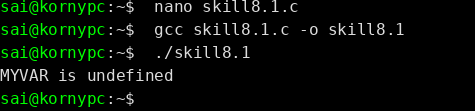 sai@kornypc:~$ nano skill8.1.c
sai@kornypc:~$ gcc skill8.1.c -o skill8.1
sai@kornypc:~$ ./skill8.1
MYVAR is undefined
sai@kornypc:~$